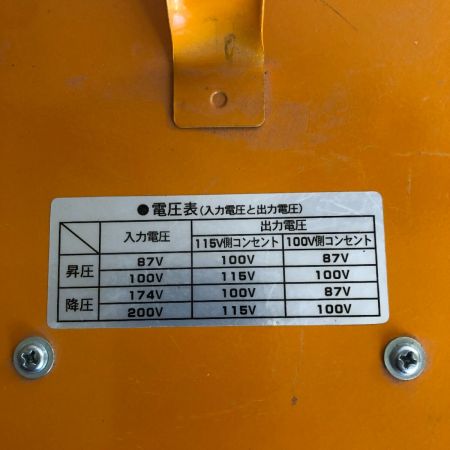 ●電圧表(入力電圧と出力電圧)
入力電圧 出力電圧
115V側コンセント 100V側コンセント
昇圧 87V 100V 87V
100V 115V 100V
降圧 174V 100V 87V
200V 115V 100V